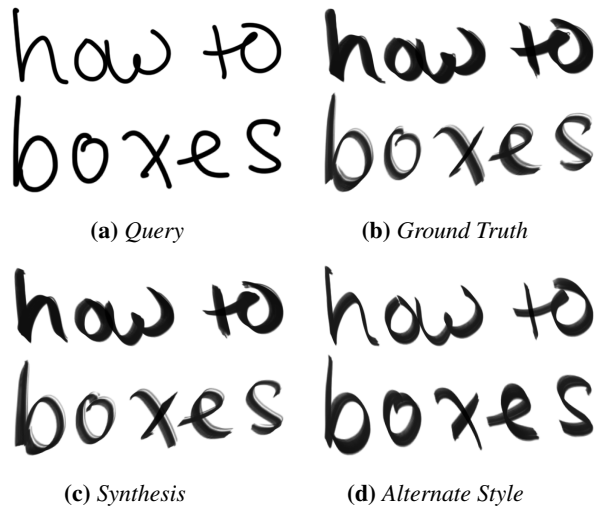 how to
boxes
(a) Query
how to
boxes
(b) Ground Truth
how to
boxes
(c) Synthesis
how to
boxes
(d) Alternate Style